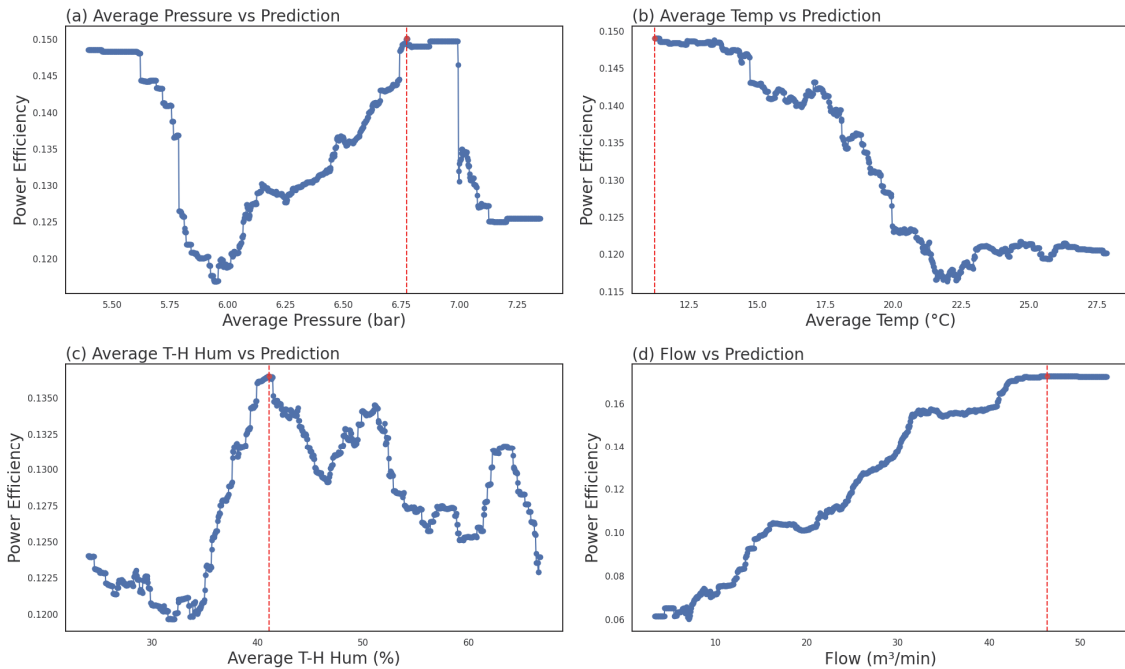 (a) Average Pressure vs Prediction
0.150
0.145
0.140
0.135
0.130
0.125
0.120
Power Efficiency
5.50 5.75 6.00 6.25 6.50 6.75 7.00 7.25
Average Pressure (bar)
(b) Average Temp vs Prediction
0.150
0.145
0.140
0.135
0.130
0.125
0.120
0.115
Power Efficiency
12.5 15.0 17.5 20.0 22.5 25.0 27.5
Average Temp (°C)
(c) Average T-H Hum vs Prediction
0.1350
0.1325
0.1300
0.1275
0.1250
0.1225
0.1200
Power Efficiency
30 40 50 60
Average T-H Hum (%)
(d) Flow vs Prediction
0.16
0.14
0.12
0.10
0.08
0.06
Power Efficiency
10 20 30 40 50
Flow (m³/min)